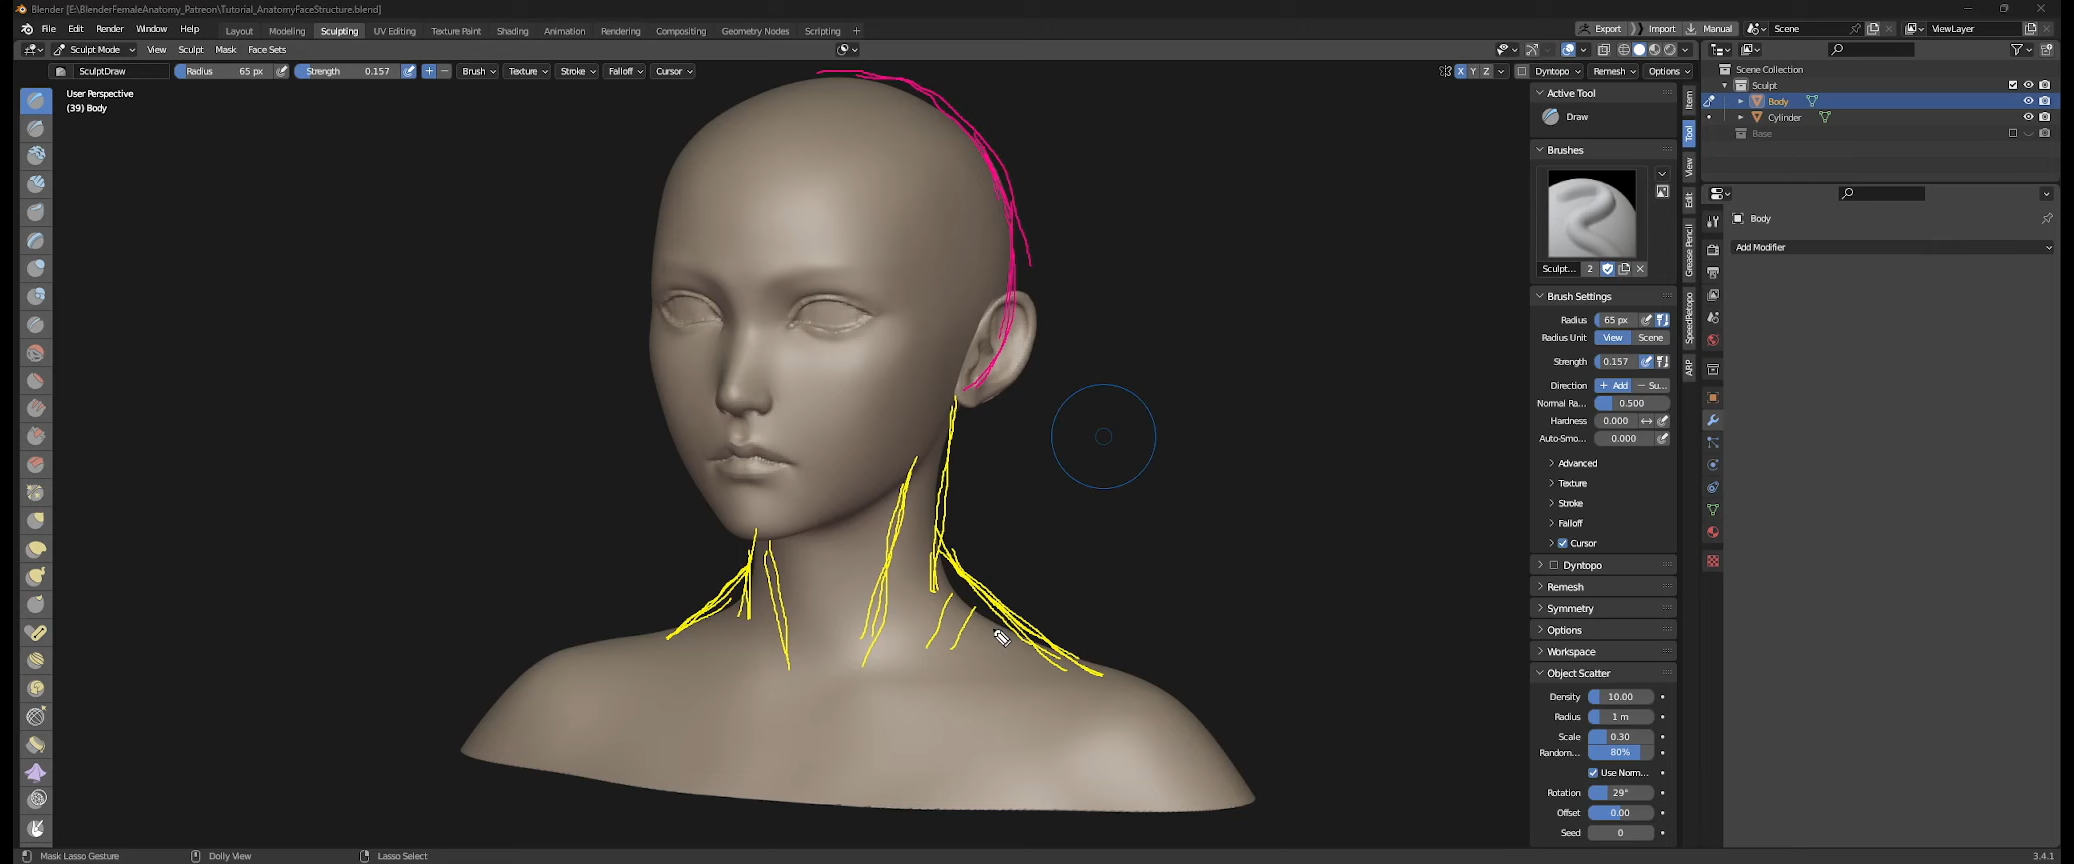 Blender [E:\BlenderFemaleAnatomy_Patreon\Tutorial_AnatomyFaceStructure.blend]
File Edit Render Window Help Layout Modeling Sculpting UV Editing Texture Paint Shading Animation Rendering Compositing Geometry Nodes Scripting + Export Import Manual Scene ViewLayer
Sculpt Mode View Sculpt Mask Face Sets
SculptDraw Radius 65 px Strength 0.157 Brush Texture Stroke Falloff Cursor X Y Z Dyntopo Remesh Options
User Perspective
(39) Body
Active Tool
Draw
Brushes
Sculpt... 2
Brush Settings
Radius 65 px
Radius Unit View Scene
Strength 0.157
Direction + Add − Su...
Normal Ra... 0.500
Hardness 0.000
Auto-Smo... 0.000
Advanced
Texture
Stroke
Falloff
Cursor
Dyntopo
Remesh
Symmetry
Options
Workspace
Object Scatter
Density 10.00
Radius 1 m
Scale 0.30
Random... 80%
Use Norm...
Rotation 29°
Offset 0.00
Seed 0
Item
Tool
View
Edit
Grease Pencil
SpeedRetopo
ARP
Scene Collection
Sculpt
Body
Cylinder
Base
Body
Add Modifier
Mask Lasso Gesture Dolly View Lasso Select 3.4.1